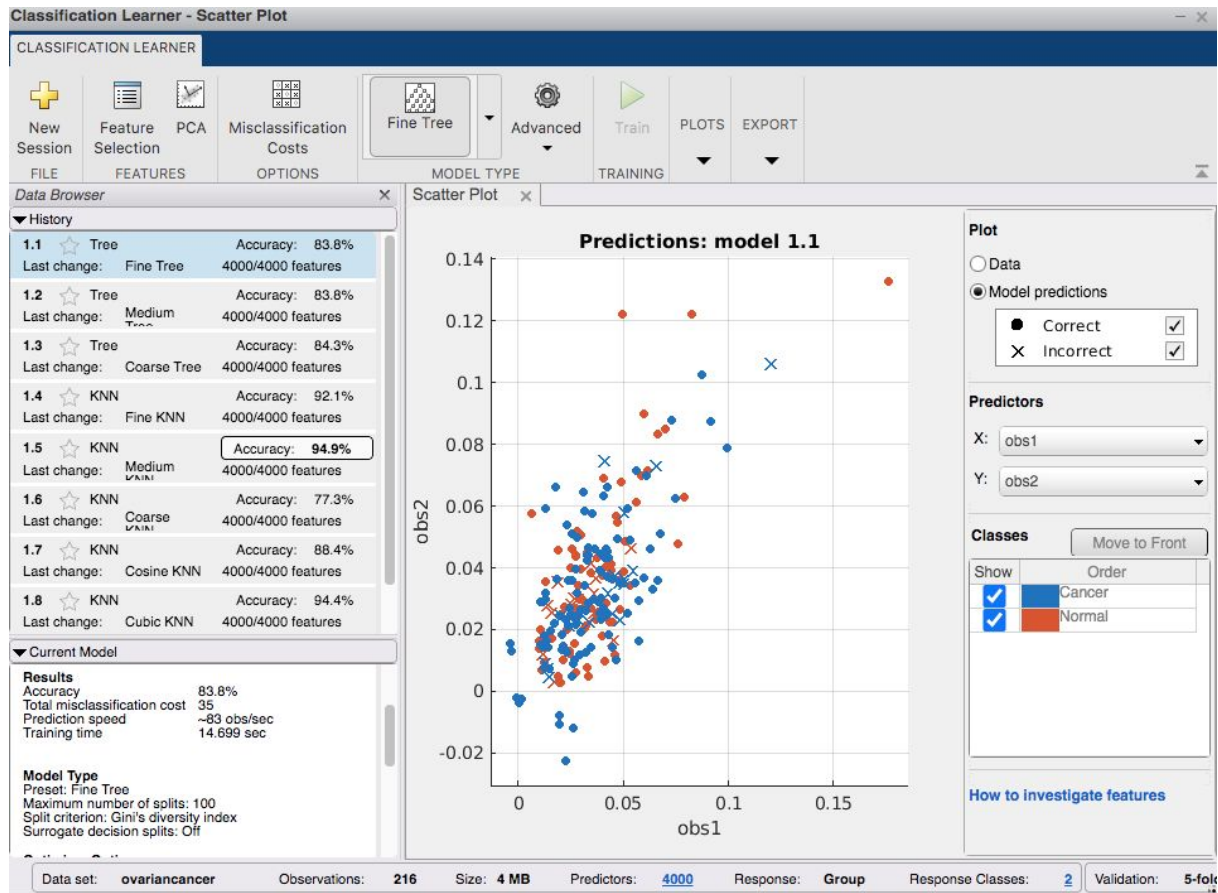 Classification Learner - Scatter Plot
CLASSIFICATION LEARNER
New Session
Feature Selection
PCA
Misclassification Costs
Fine Tree
Advanced
Train
PLOTS
EXPORT
FILE
FEATURES
OPTIONS
MODEL TYPE
TRAINING
Data Browser
History
1.1 Tree Accuracy: 83.8%
Last change: Fine Tree 4000/4000 features
1.2 Tree Accuracy: 83.8%
Last change: Medium Tree 4000/4000 features
1.3 Tree Accuracy: 84.3%
Last change: Coarse Tree 4000/4000 features
1.4 KNN Accuracy: 92.1%
Last change: Fine KNN 4000/4000 features
1.5 KNN Accuracy: 94.9%
Last change: Medium KNN 4000/4000 features
1.6 KNN Accuracy: 77.3%
Last change: Coarse KNN 4000/4000 features
1.7 KNN Accuracy: 88.4%
Last change: Cosine KNN 4000/4000 features
1.8 KNN Accuracy: 94.4%
Last change: Cubic KNN 4000/4000 features
Current Model
Results
Accuracy 83.8%
Total misclassification cost 35
Prediction speed ~83 obs/sec
Training time 14.699 sec
Model Type
Preset: Fine Tree
Maximum number of splits: 100
Split criterion: Gini's diversity index
Surrogate decision splits: Off
Scatter Plot
Predictions: model 1.1
0.14
0.12
0.1
0.08
0.06
0.04
0.02
0
-0.02
obs2
0 0.05 0.1 0.15
obs1
Plot
Data
Model predictions
Correct
Incorrect
Predictors
X: obs1
Y: obs2
Classes
Move to Front
Show Order
Cancer
Normal
How to investigate features
Data set: ovariancancer Observations: 216 Size: 4 MB Predictors: 4000 Response: Group Response Classes: 2 Validation: 5-fold